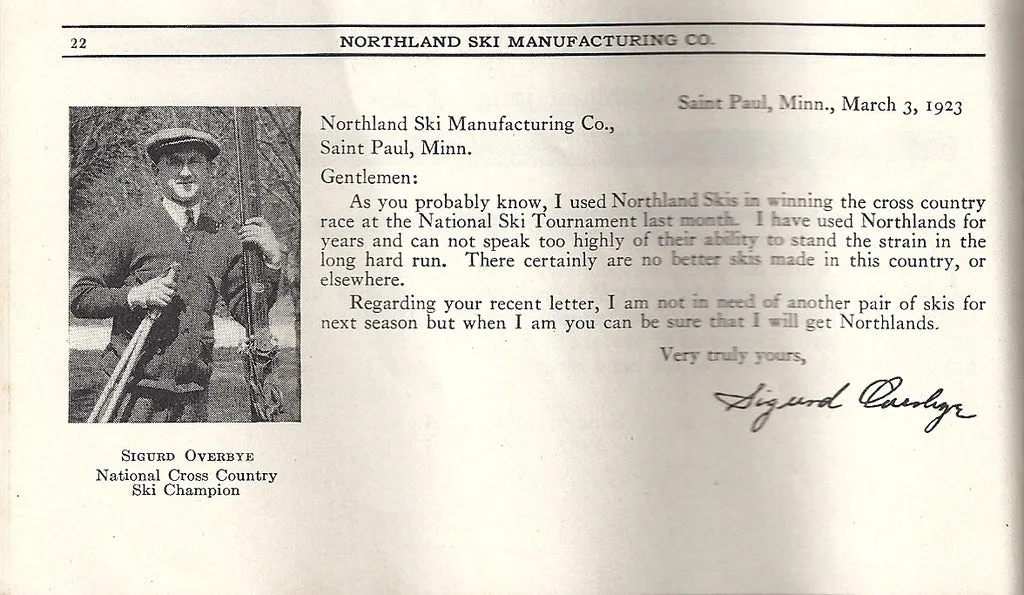 22
NORTHLAND SKI MANUFACTURING CO.
Saint Paul, Minn., March 3, 1923
Northland Ski Manufacturing Co.,
Saint Paul, Minn.
Gentlemen:
As you probably know, I used Northland Skis in winning the cross country
race at the National Ski Tournament last month. I have used Northlands for
years and can not speak too highly of their ability to stand the strain in the
long hard run. There certainly are no better skis made in this country, or
elsewhere.
Regarding your recent letter, I am not in need of another pair of skis for
next season but when I am you can be sure that I will get Northlands.
Very truly yours,
Sigurd Overbye
SIGURD OVERBYE
National Cross Country
Ski Champion